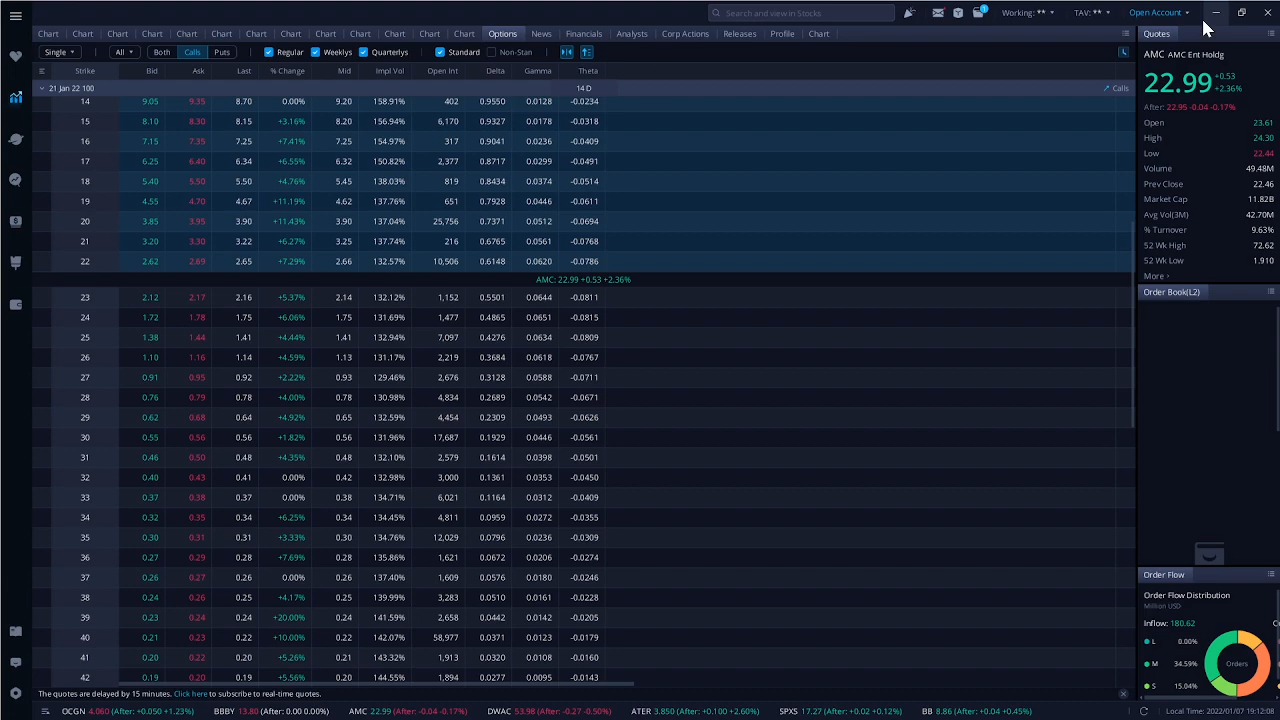 Search and view in Stocks
1
Working: **
TAV: **
Open Account
Chart Chart Chart Chart Chart Chart Chart Chart Chart Chart Chart Chart Chart Options News Financials Analysts Corp Actions Releases Profile Chart
Single All Both Calls Puts Regular Weeklys Quarterlys Standard Non-Stan L
Strike Bid Ask Last % Change Mid Impl Vol Open Int Delta Gamma Theta
21 Jan 22 100 14 D Calls
14 9.05 9.35 8.70 0.00% 9.20 158.91% 402 0.9550 0.0128 -0.0234
15 8.10 8.30 8.15 +3.16% 8.20 156.94% 6,170 0.9327 0.0178 -0.0318
16 7.15 7.35 7.25 +7.41% 7.25 154.97% 317 0.9041 0.0236 -0.0409
17 6.25 6.40 6.34 +6.55% 6.32 150.82% 2,377 0.8717 0.0299 -0.0491
18 5.40 5.50 5.50 +4.76% 5.45 138.03% 819 0.8434 0.0374 -0.0514
19 4.55 4.70 4.67 +11.19% 4.62 137.76% 651 0.7928 0.0446 -0.0611
20 3.85 3.95 3.90 +11.43% 3.90 137.04% 25,756 0.7371 0.0512 -0.0694
21 3.20 3.30 3.22 +6.27% 3.25 137.74% 216 0.6765 0.0561 -0.0768
22 2.62 2.69 2.65 +7.29% 2.66 132.57% 10,506 0.6148 0.0620 -0.0786
AMC: 22.99 +0.53 +2.36%
23 2.12 2.17 2.16 +5.37% 2.14 132.12% 1,152 0.5501 0.0644 -0.0811
24 1.72 1.78 1.75 +6.06% 1.75 131.69% 1,477 0.4865 0.0651 -0.0815
25 1.38 1.44 1.41 +4.44% 1.41 132.94% 7,097 0.4276 0.0634 -0.0809
26 1.10 1.16 1.14 +4.59% 1.13 131.17% 2,219 0.3684 0.0618 -0.0767
27 0.91 0.95 0.92 +2.22% 0.93 129.46% 2,676 0.3128 0.0588 -0.0711
28 0.76 0.79 0.78 +4.00% 0.78 130.98% 4,834 0.2689 0.0542 -0.0671
29 0.62 0.68 0.64 +4.92% 0.65 132.59% 4,454 0.2309 0.0493 -0.0626
30 0.55 0.56 0.56 +1.82% 0.56 131.96% 17,687 0.1929 0.0446 -0.0561
31 0.46 0.50 0.48 +4.35% 0.48 132.10% 2,579 0.1614 0.0398 -0.0501
32 0.40 0.43 0.41 0.00% 0.42 132.98% 3,000 0.1361 0.0353 -0.0450
33 0.37 0.38 0.37 0.00% 0.38 134.71% 6,021 0.1164 0.0312 -0.0409
34 0.32 0.35 0.34 +6.25% 0.34 134.45% 4,811 0.0959 0.0272 -0.0355
35 0.30 0.31 0.31 +3.33% 0.31 134.76% 12,029 0.0796 0.0236 -0.0309
36 0.27 0.29 0.28 +7.69% 0.28 135.86% 1,621 0.0672 0.0206 -0.0274
37 0.26 0.27 0.26 0.00% 0.26 137.40% 1,609 0.0576 0.0180 -0.0246
38 0.24 0.26 0.25 +4.17% 0.25 139.99% 3,283 0.0510 0.0161 -0.0228
39 0.23 0.24 0.24 +20.00% 0.24 141.59% 2,658 0.0442 0.0142 -0.0205
40 0.21 0.23 0.22 +10.00% 0.22 142.07% 58,977 0.0371 0.0123 -0.0179
41 0.20 0.22 0.20 +5.26% 0.21 143.32% 1,913 0.0320 0.0108 -0.0160
42 0.19 0.20 0.20 +5.56% 0.20 144.55% 1,894 0.0277 0.0095 -0.0143
Quotes
AMC AMC Ent Holdg
22.99 +0.53 +2.36%
After: 22.95 -0.04 -0.17%
Open 23.61
High 24.30
Low 22.44
Volume 49.48M
Prev Close 22.46
Market Cap 11.82B
Avg Vol(3M) 42.70M
% Turnover 9.63%
52 Wk High 72.62
52 Wk Low 1.910
More
Order Book(L2)
Order Flow
Order Flow Distribution
Million USD
Inflow: 180.62
L 0.00%
M 34.59%
S 15.04%
Orders
The quotes are delayed by 15 minutes. Click here to subscribe to real-time quotes.
OCGN 4.060 (After: +0.050 +1.23%) BBBY 13.80 (After: 0.00 0.00%) AMC 22.99 (After: -0.04 -0.17%) DWAC 53.98 (After: -0.27 -0.50%) ATER 3.850 (After: +0.100 +2.60%) SPXS 17.27 (After: +0.02 +0.12%) BB 8.86 (After: +0.04 +0.45%) Local Time: 2022/01/07 19:12:08